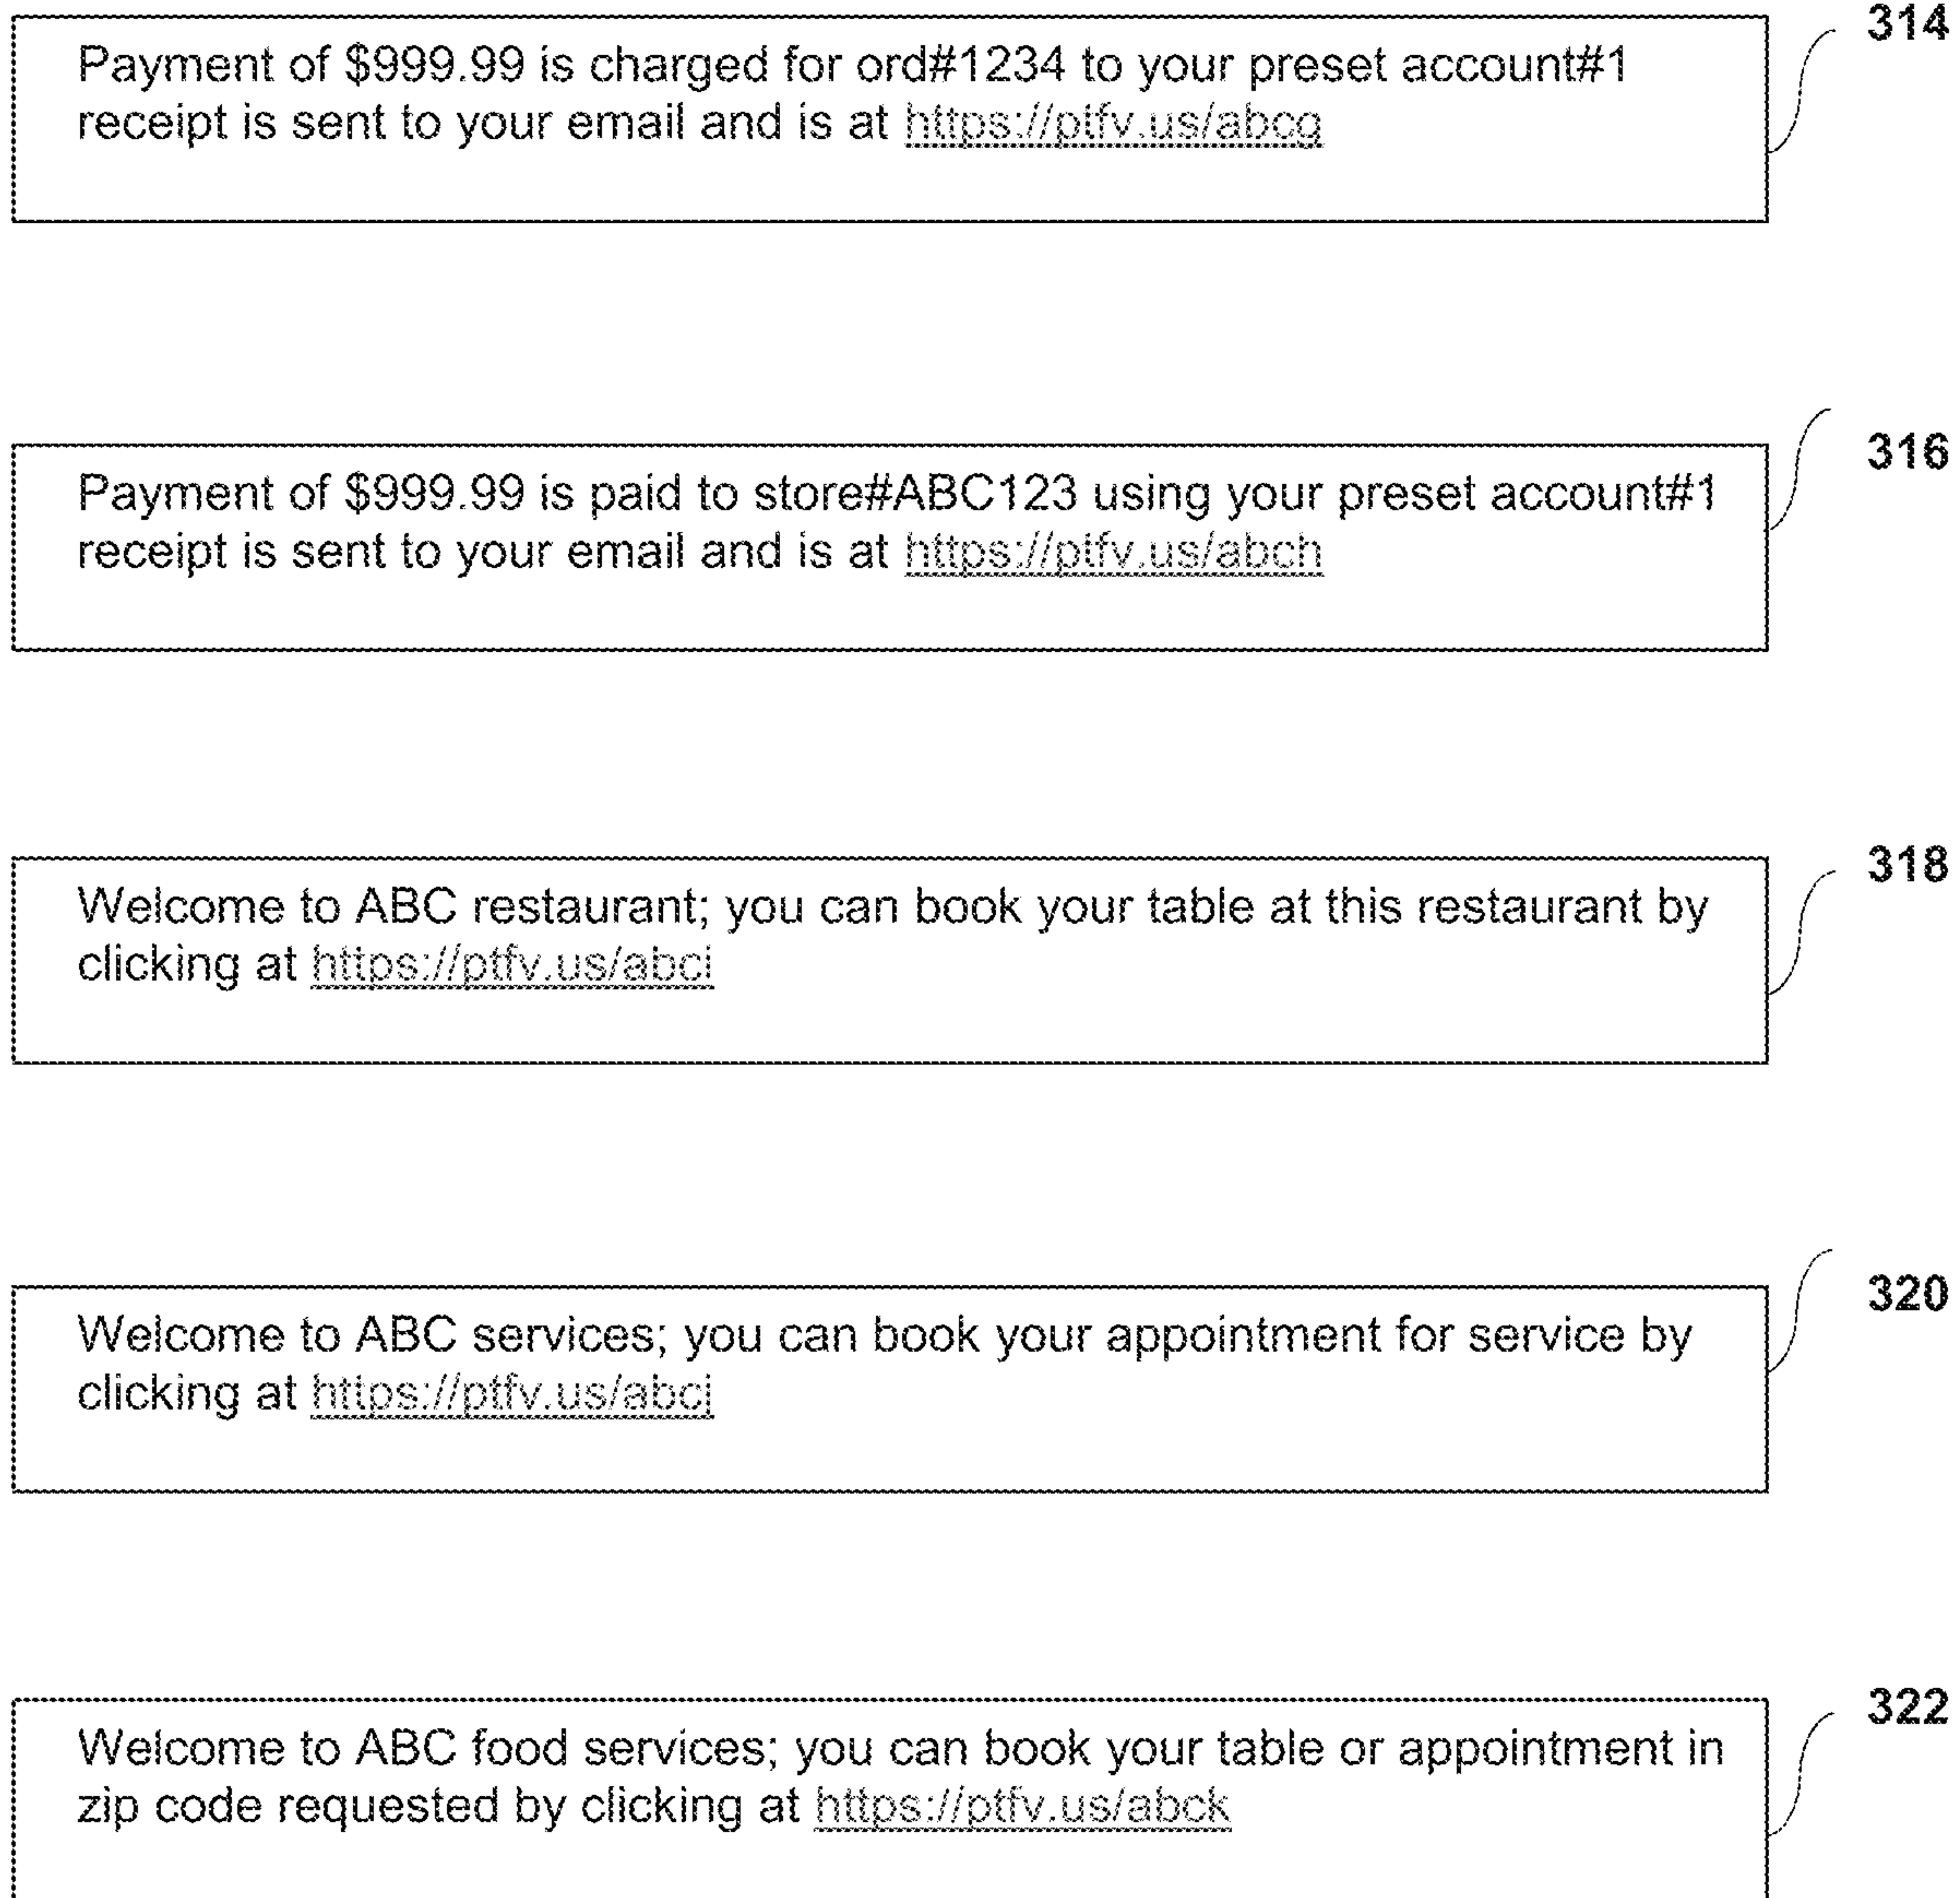 314
Payment of $999.99 is charged for ord#1234 to your preset account#1
receipt is sent to your email and is at https://ptfv.us/abcg
316
Payment of $999.99 is paid to store#ABC123 using your preset account#1
receipt is sent to your email and is at https://ptfv.us/abch
318
Welcome to ABC restaurant; you can book your table at this restaurant by
clicking at https://ptfv.us/abci
320
Welcome to ABC services; you can book your appointment for service by
clicking at https://ptfv.us/abcj
322
Welcome to ABC food services; you can book your table or appointment in
zip code requested by clicking at https://ptfv.us/abck